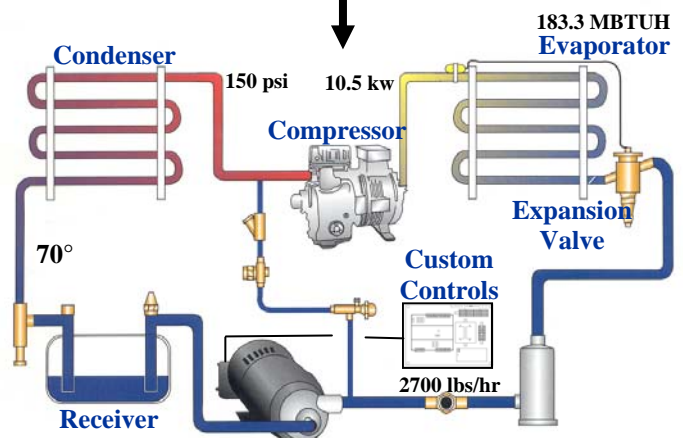 183.3 MBTUH
Condenser
Evaporator
150 psi
10.5 kw
Compressor
Expansion
Valve
70°
Custom
Controls
2700 lbs/hr
Receiver